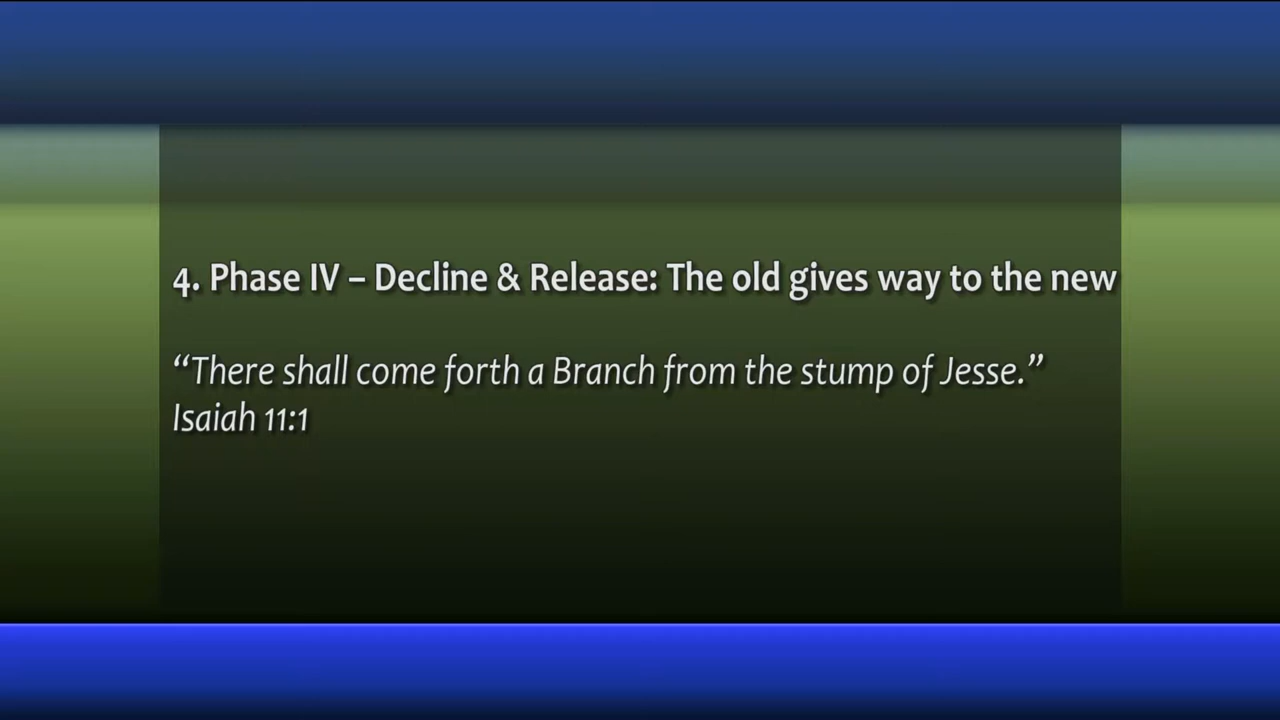 4. Phase IV – Decline & Release: The old gives way to the new
“There shall come forth a Branch from the stump of Jesse.”
Isaiah 11:1